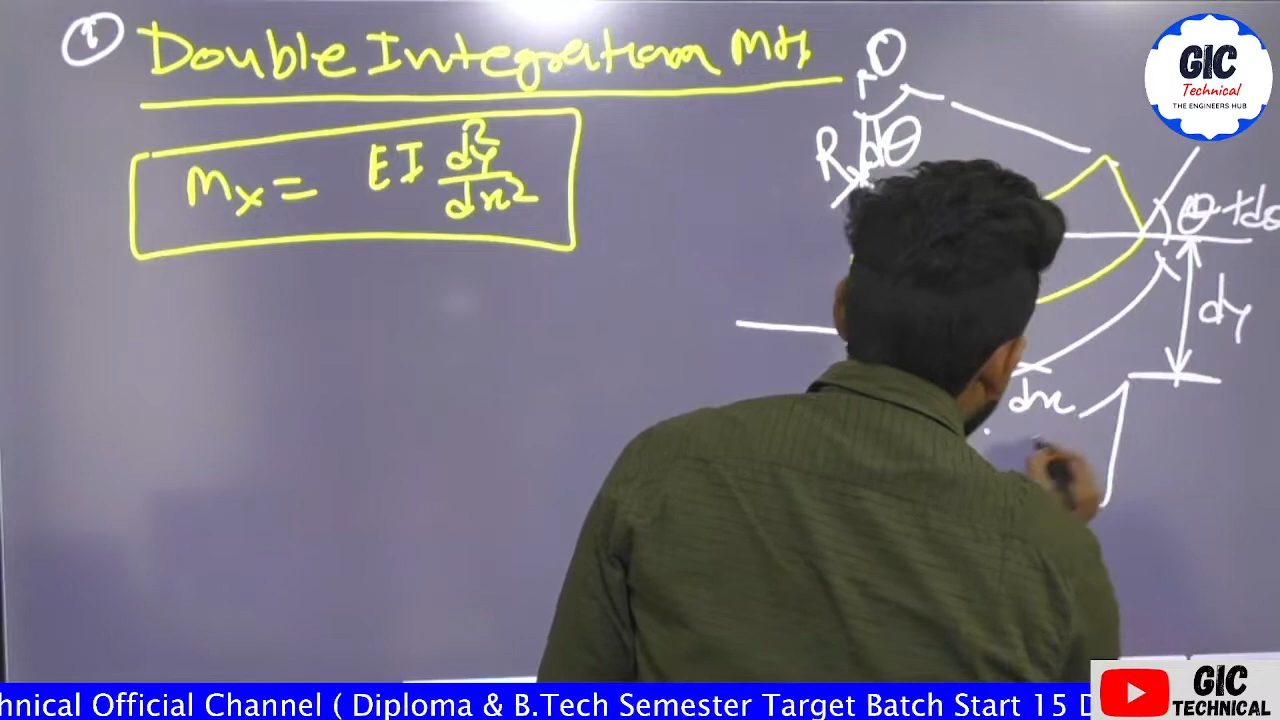 ① Double Integration Mth
Mx = EI d²y/dx²
O
R
dθ
θ+dθ
dy
dx
GIC
Technical
THE ENGINEERS HUB
hnical Official Channel ( Diploma & B.Tech Semester Target Batch Start 15 D
GIC
TECHNICAL